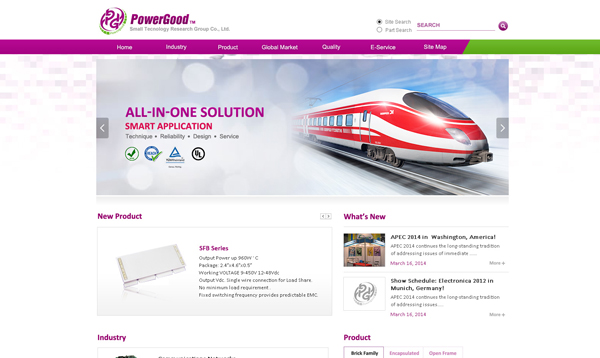 PowerGood™
Small Tecnology Research Group Co., Ltd.
Site Search
Part Search
SEARCH
Home
Industry
Product
Global Market
Quality
E-Service
Site Map
ALL-IN-ONE SOLUTION
SMART APPLICATION
Technique • Reliability • Design • Service
UL
New Product
SFB Series
Output Power up 960W ' C
Package: 2.4"x4.6"x0.5"
Working VOLTAGE 9-450V 12-48Vdc
Output Vdc. Single wire connection for Load Share.
No minimum load requirement
Fixed switching frequency provides predictable EMC.
What's New
APEC 2014 in Washington, America!
APEC 2014 continues the long-standing tradition
of addressing issues of immediate .....
March 16, 2014
More
Show Schedule: Electronica 2012 in
Munich, Germany!
APEC 2014 continues the long-standing tradition
of addressing issues of .....
March 16, 2014
More
Industry
Product
Brick Family
Encapsulated
Open Frame